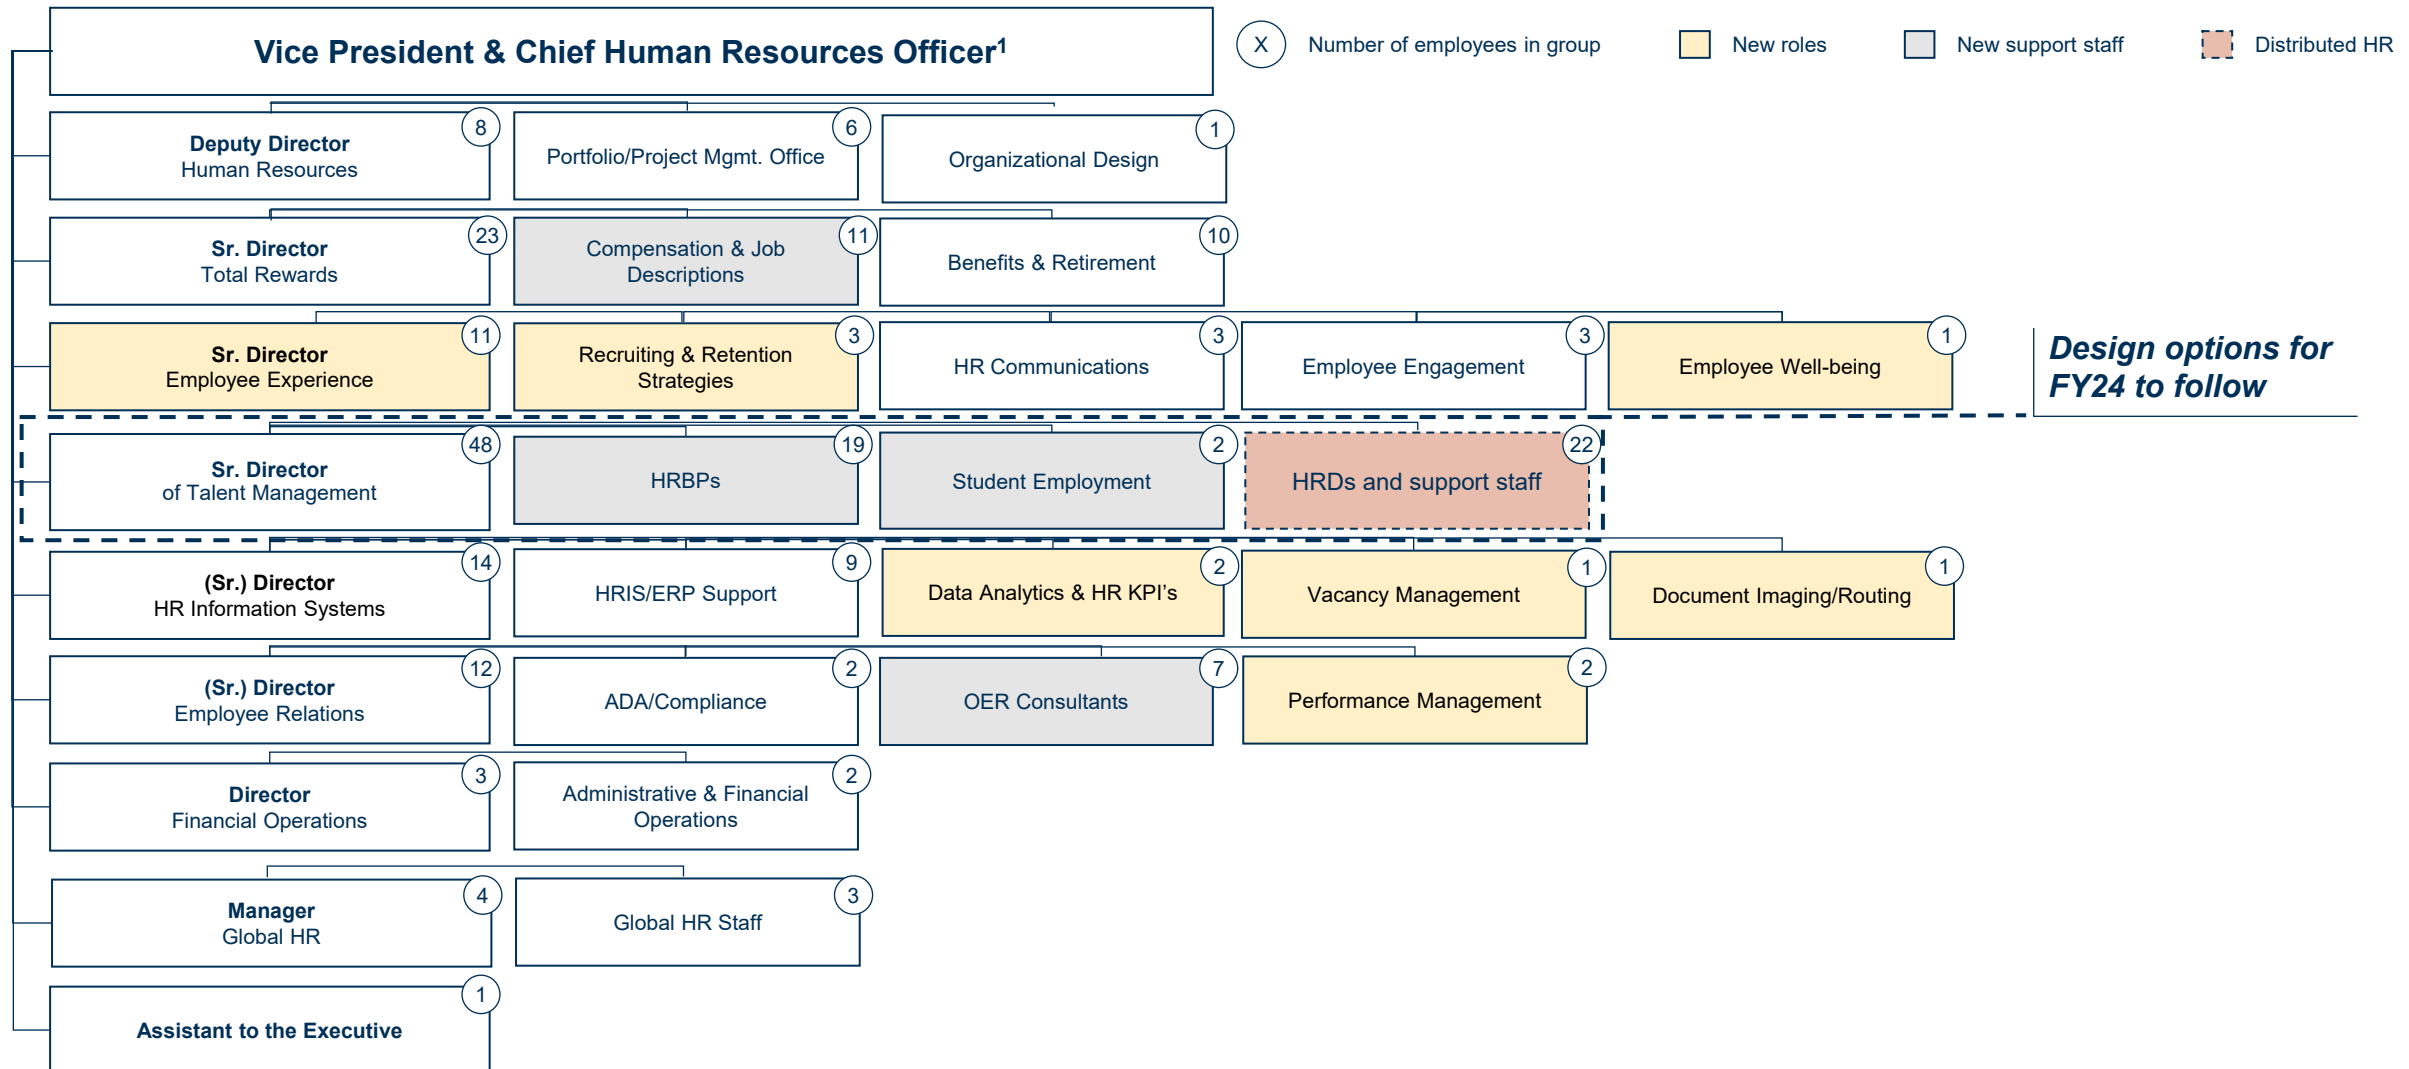 Vice President & Chief Human Resources Officer¹
X
Number of employees in group
New roles
New support staff
Distributed HR
8
Deputy Director
Human Resources
6
Portfolio/Project Mgmt. Office
1
Organizational Design
23
Sr. Director
Total Rewards
11
Compensation & Job
Descriptions
10
Benefits & Retirement
11
Sr. Director
Employee Experience
3
Recruiting & Retention
Strategies
3
HR Communications
3
Employee Engagement
1
Employee Well-being
Design options for
FY24 to follow
48
Sr. Director
of Talent Management
19
HRBPs
2
Student Employment
22
HRDs and support staff
14
(Sr.) Director
HR Information Systems
9
HRIS/ERP Support
2
Data Analytics & HR KPI’s
1
Vacancy Management
1
Document Imaging/Routing
12
(Sr.) Director
Employee Relations
2
ADA/Compliance
7
OER Consultants
2
Performance Management
3
Director
Financial Operations
2
Administrative & Financial
Operations
4
Manager
Global HR
3
Global HR Staff
1
Assistant to the Executive